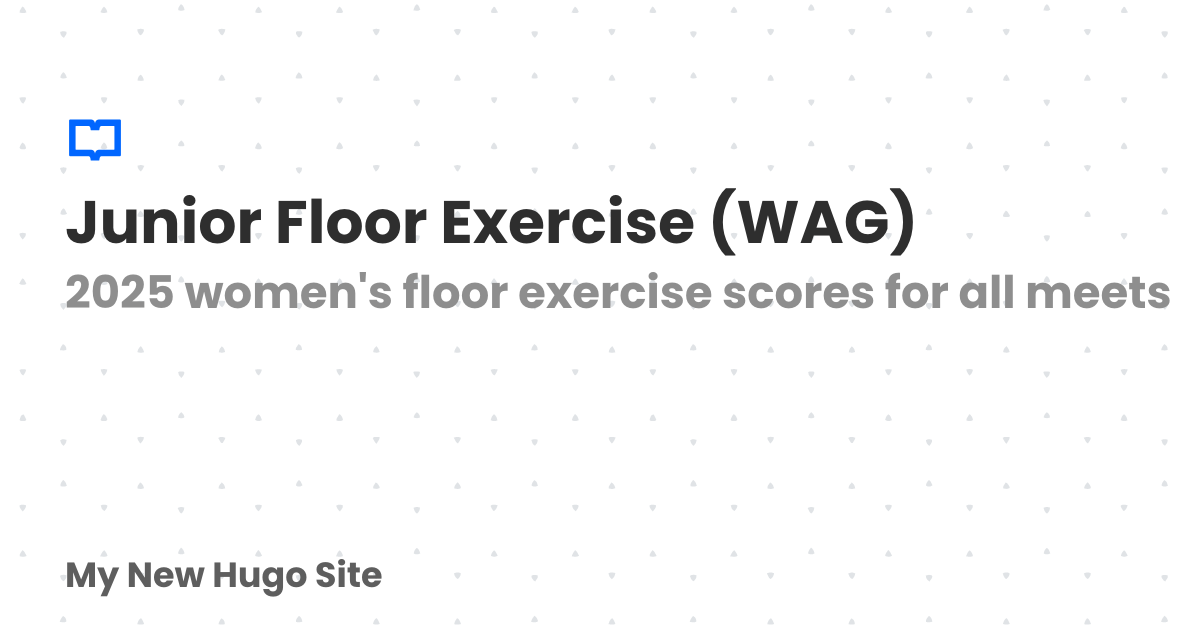 Junior Floor Exercise (WAG)
2025 women's floor exercise scores for all meets
My New Hugo Site